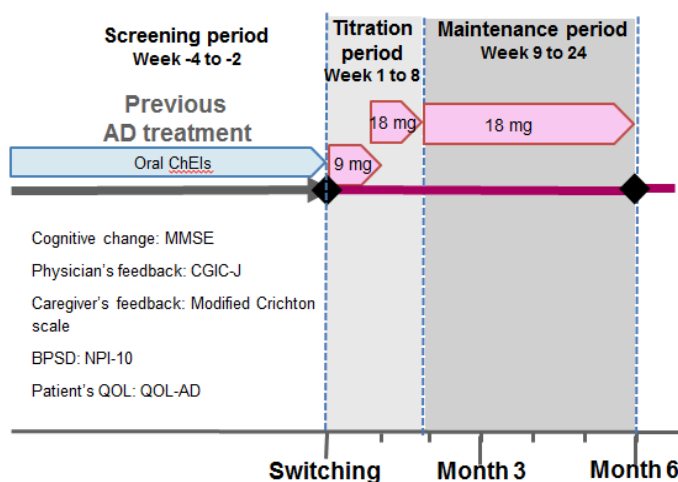 Screening period
Week -4 to -2
Titration
period
Week 1 to 8
Maintenance period
Week 9 to 24
Previous
AD treatment
Oral ChEIs
9 mg
18 mg
18 mg
Cognitive change: MMSE
Physician's feedback: CGIC-J
Caregiver's feedback: Modified Crichton
scale
BPSD: NPI-10
Patient's QOL: QOL-AD
Switching
Month 3
Month 6